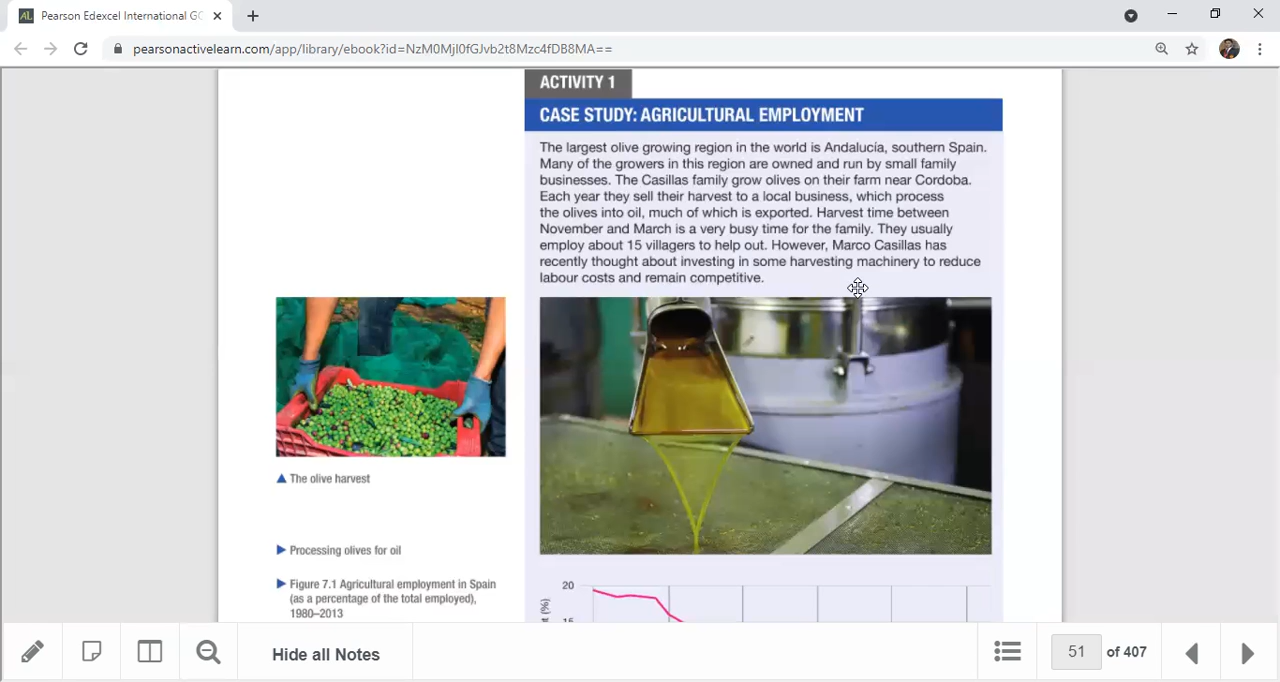 Pearson Edexcel International GC
pearsonactivelearn.com/app/library/ebook?id=NzM0MjI0fGJvb2t8Mzc4fDB8MA==
ACTIVITY 1
CASE STUDY: AGRICULTURAL EMPLOYMENT
The largest olive growing region in the world is Andalucía, southern Spain.
Many of the growers in this region are owned and run by small family
businesses. The Casillas family grow olives on their farm near Cordoba.
Each year they sell their harvest to a local business, which process
the olives into oil, much of which is exported. Harvest time between
November and March is a very busy time for the family. They usually
employ about 15 villagers to help out. However, Marco Casillas has
recently thought about investing in some harvesting machinery to reduce
labour costs and remain competitive.
▲ The olive harvest
▶ Processing olives for oil
▶ Figure 7.1 Agricultural employment in Spain
(as a percentage of the total employed),
1980–2013
20
(%)
Hide all Notes
51 of 407